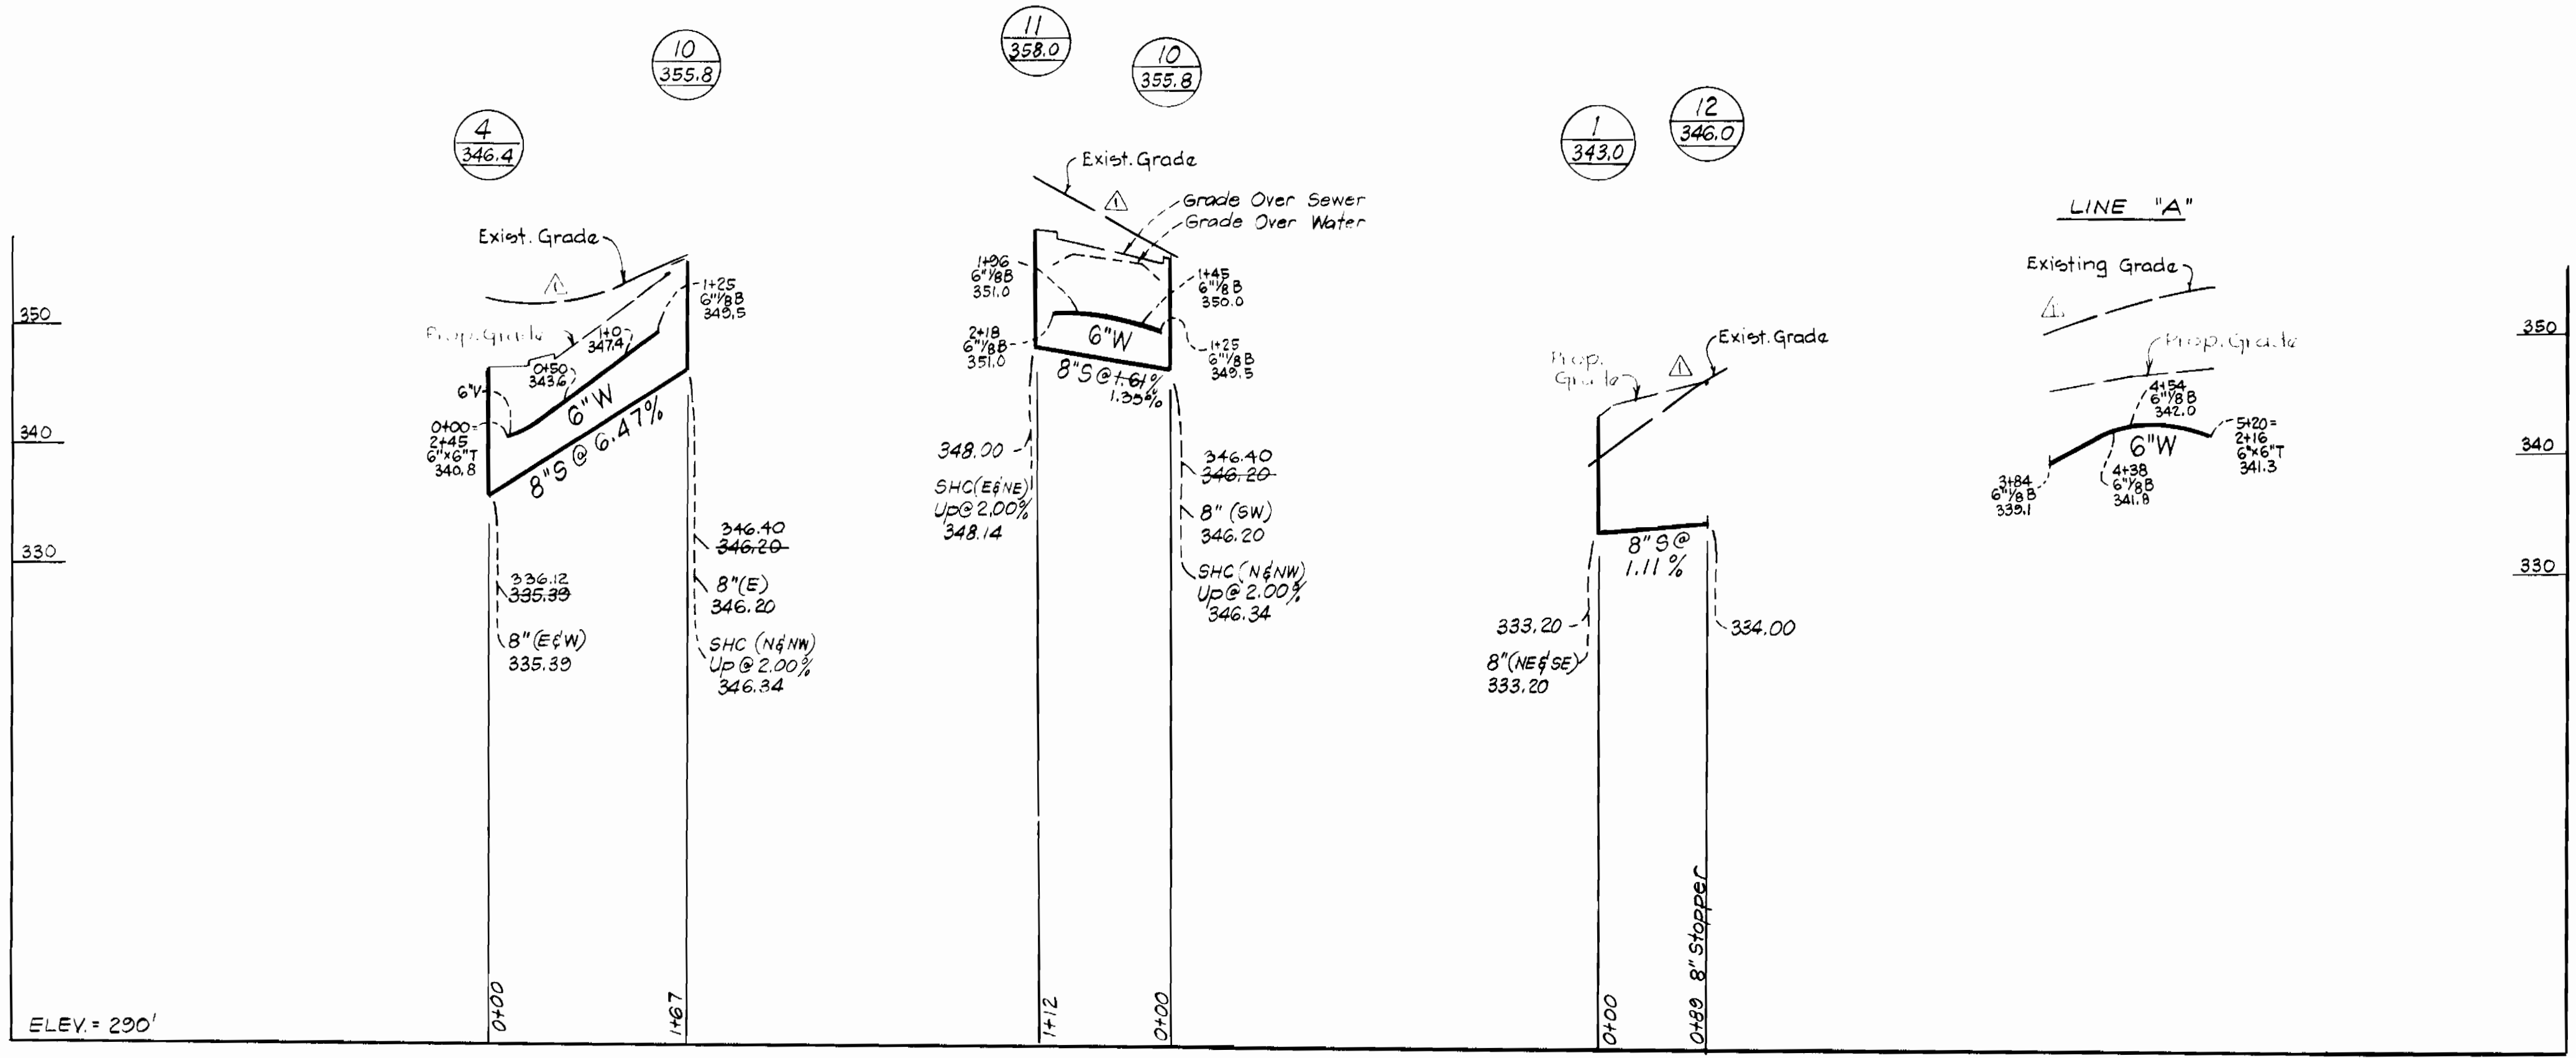 4
346.4
10
355.8
Exist. Grade
1
Prop. Grade
1+0
347.4
0+50
343.6
1+25
6"1/8B
349.5
6"V
0+00=
2+45
6"x6"T
340.8
6"W
8"S @ 6.47%
336.12
335.39
8"(E&W)
335.39
346.40
346.20
8"(E)
346.20
SHC (N&NW)
Up@2.00%
346.34
0+00
1+67
11
358.0
10
355.8
Exist. Grade
1
Grade Over Sewer
Grade Over Water
1+96
6"1/8B
351.0
1+45
6"1/8B
350.0
2+18
6"1/8B
351.0
6"W
1+25
6"1/8B
349.5
8"S@1.61%
1.35%
348.00
SHC(E&NE)
Up@2.00%
348.14
346.40
346.20
8"(SW)
346.20
SHC(N&NW)
Up@2.00%
346.34
1+12
0+00
1
343.0
12
346.0
Prop.
Grade
1
Exist. Grade
8"S@
1.11%
333.20
8"(NE&SE)
333.20
334.00
0+00
0+89 8" Stopper
LINE "A"
Existing Grade
1
Prop. Grade
4+54
6"1/8B
342.0
5+20=
2+16
6"x6"T
341.3
6"W
3+84
6"1/8B
339.1
4+38
6"1/8B
341.8
350
340
330
350
340
330
ELEV. = 290'